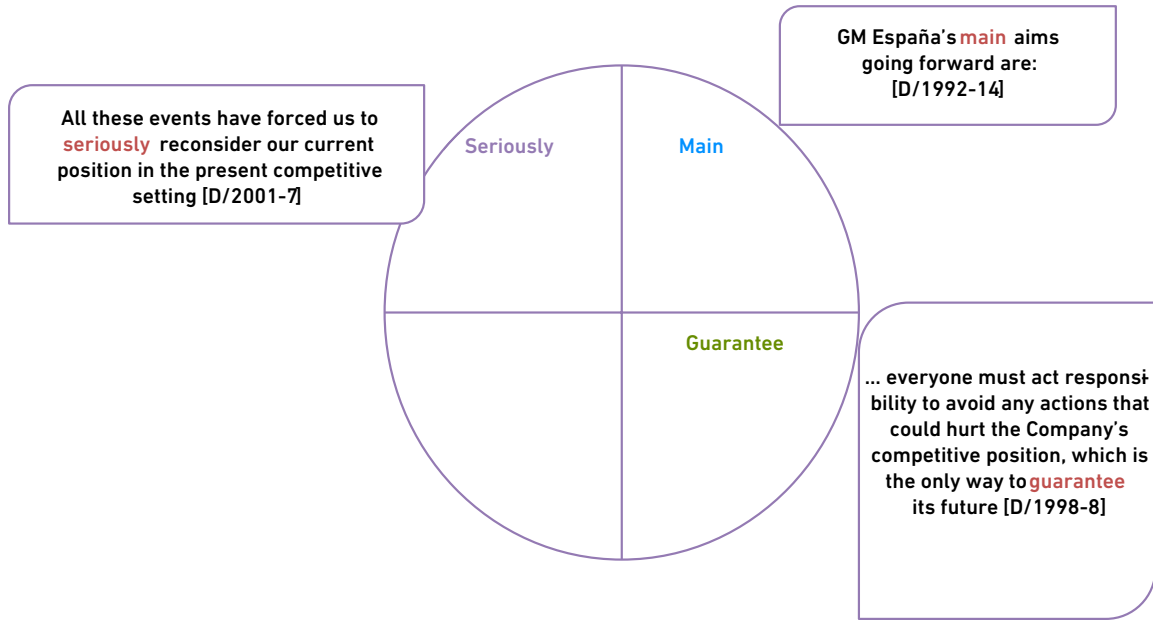 GM España's main aims
going forward are:
[D/1992-14]
All these events have forced us to
seriously reconsider our current
position in the present competitive
setting [D/2001-7]
Seriously
Main
Guarantee
... everyone must act responsi-
bility to avoid any actions that
could hurt the Company's
competitive position, which is
the only way to guarantee
its future [D/1998-8]